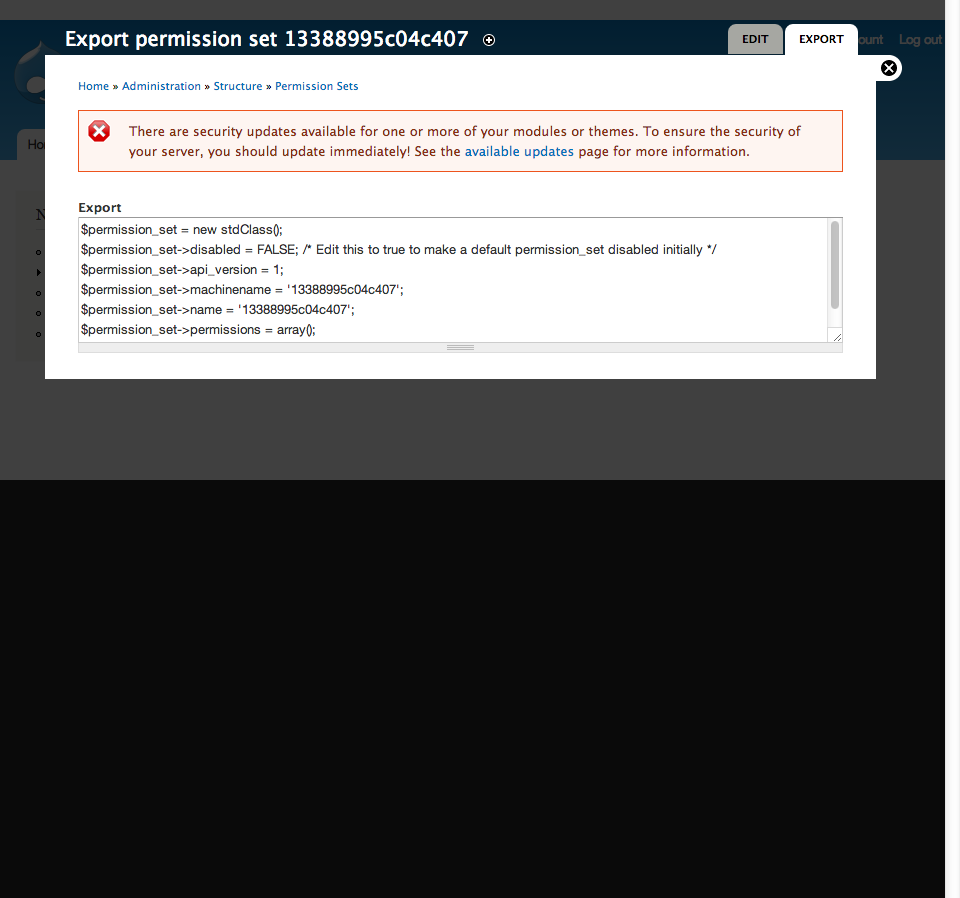 Export permission set 13388995c04c407
EDIT
EXPORT
Log out
Home » Administration » Structure » Permission Sets
There are security updates available for one or more of your modules or themes. To ensure the security of
your server, you should update immediately! See the available updates page for more information.
Export
$permission_set = new stdClass();
$permission_set->disabled = FALSE; /* Edit this to true to make a default permission_set disabled initially */
$permission_set->api_version = 1;
$permission_set->machinename = '13388995c04c407';
$permission_set->name = '13388995c04c407';
$permission_set->permissions = array();